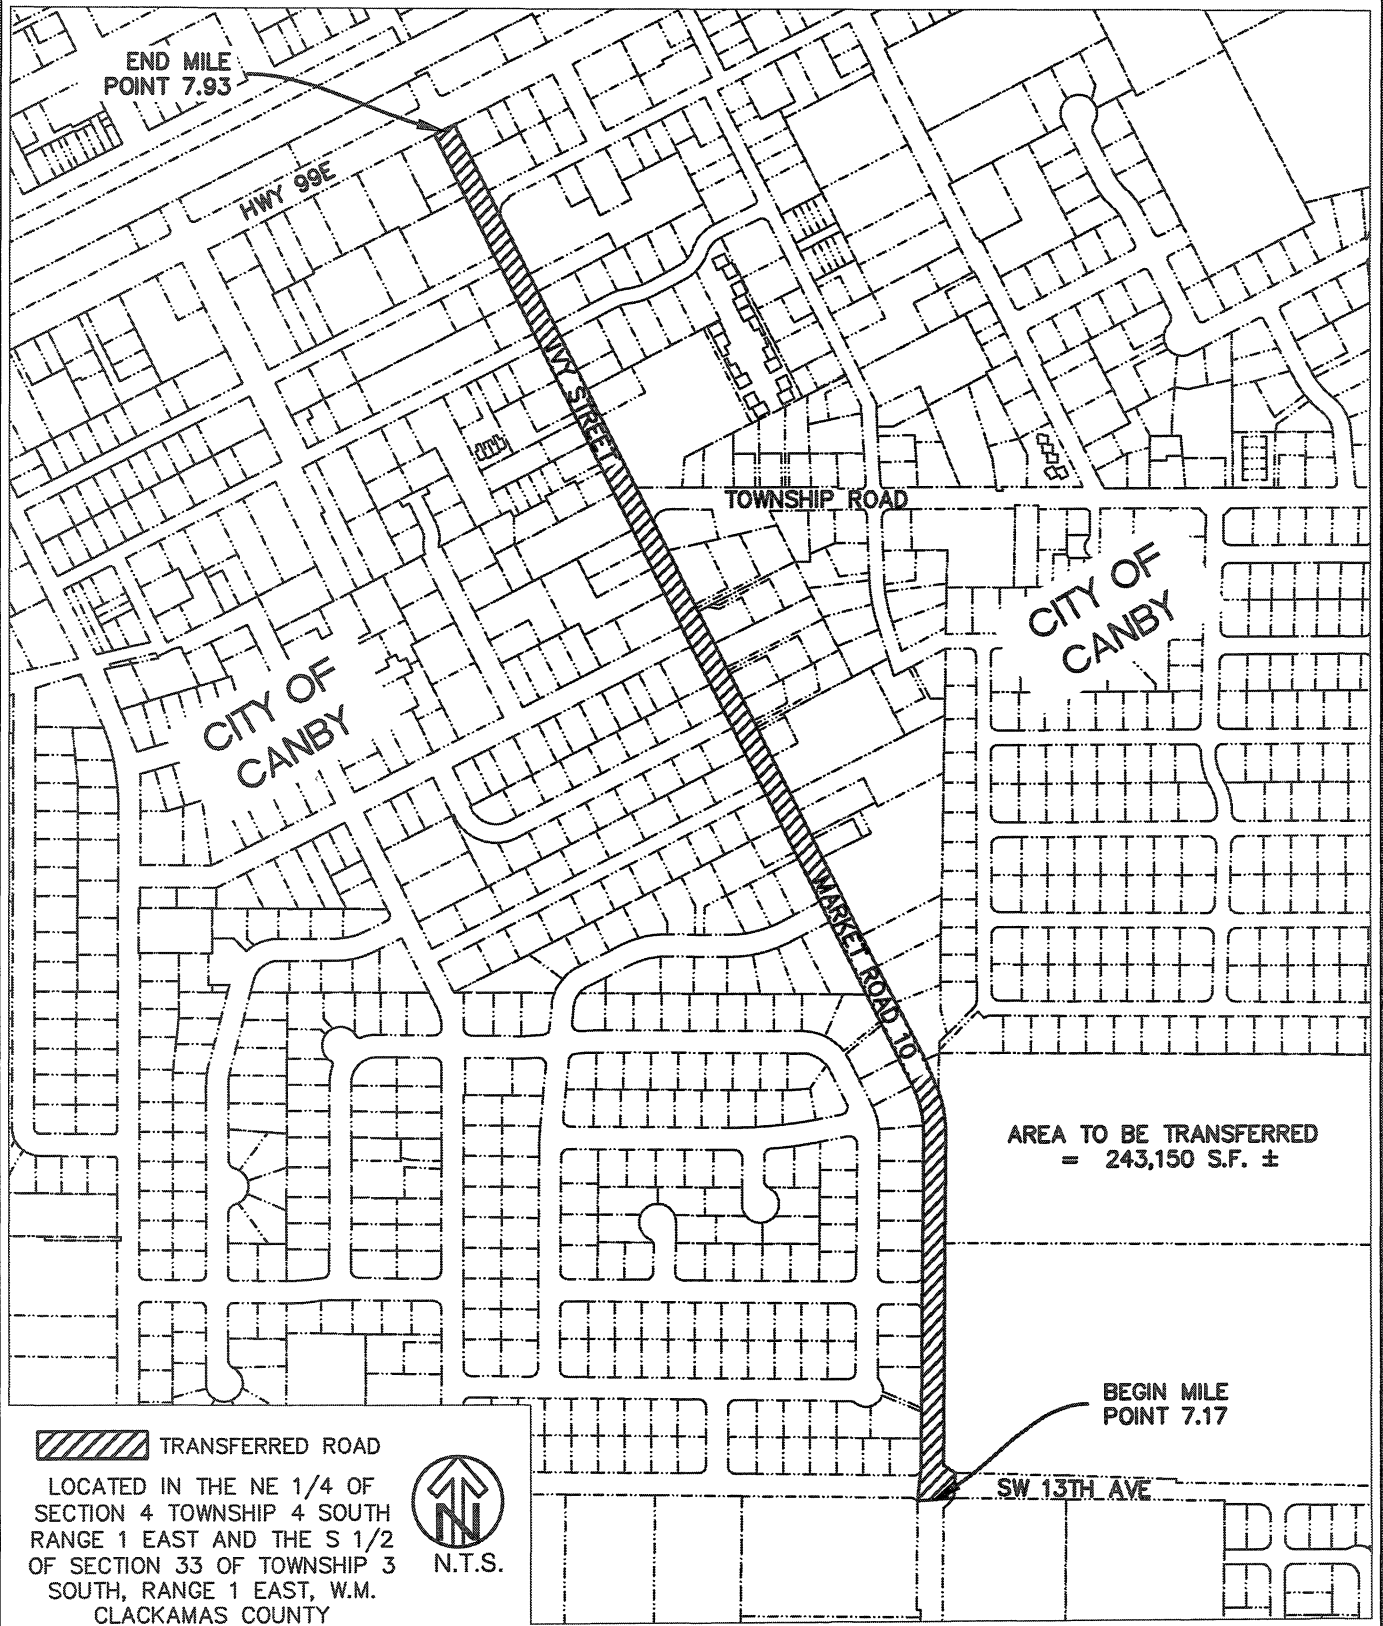 END MILE
POINT 7.93
HWY 99E
IVY STREET
TOWNSHIP ROAD
CITY OF
CANBY
CITY OF
CANBY
MARKET ROAD 10
AREA TO BE TRANSFERRED
= 243,150 S.F. ±
BEGIN MILE
POINT 7.17
SW 13TH AVE
TRANSFERRED ROAD
LOCATED IN THE NE 1/4 OF
SECTION 4 TOWNSHIP 4 SOUTH
RANGE 1 EAST AND THE S 1/2
OF SECTION 33 OF TOWNSHIP 3
SOUTH, RANGE 1 EAST, W.M.
CLACKAMAS COUNTY
N
N.T.S.